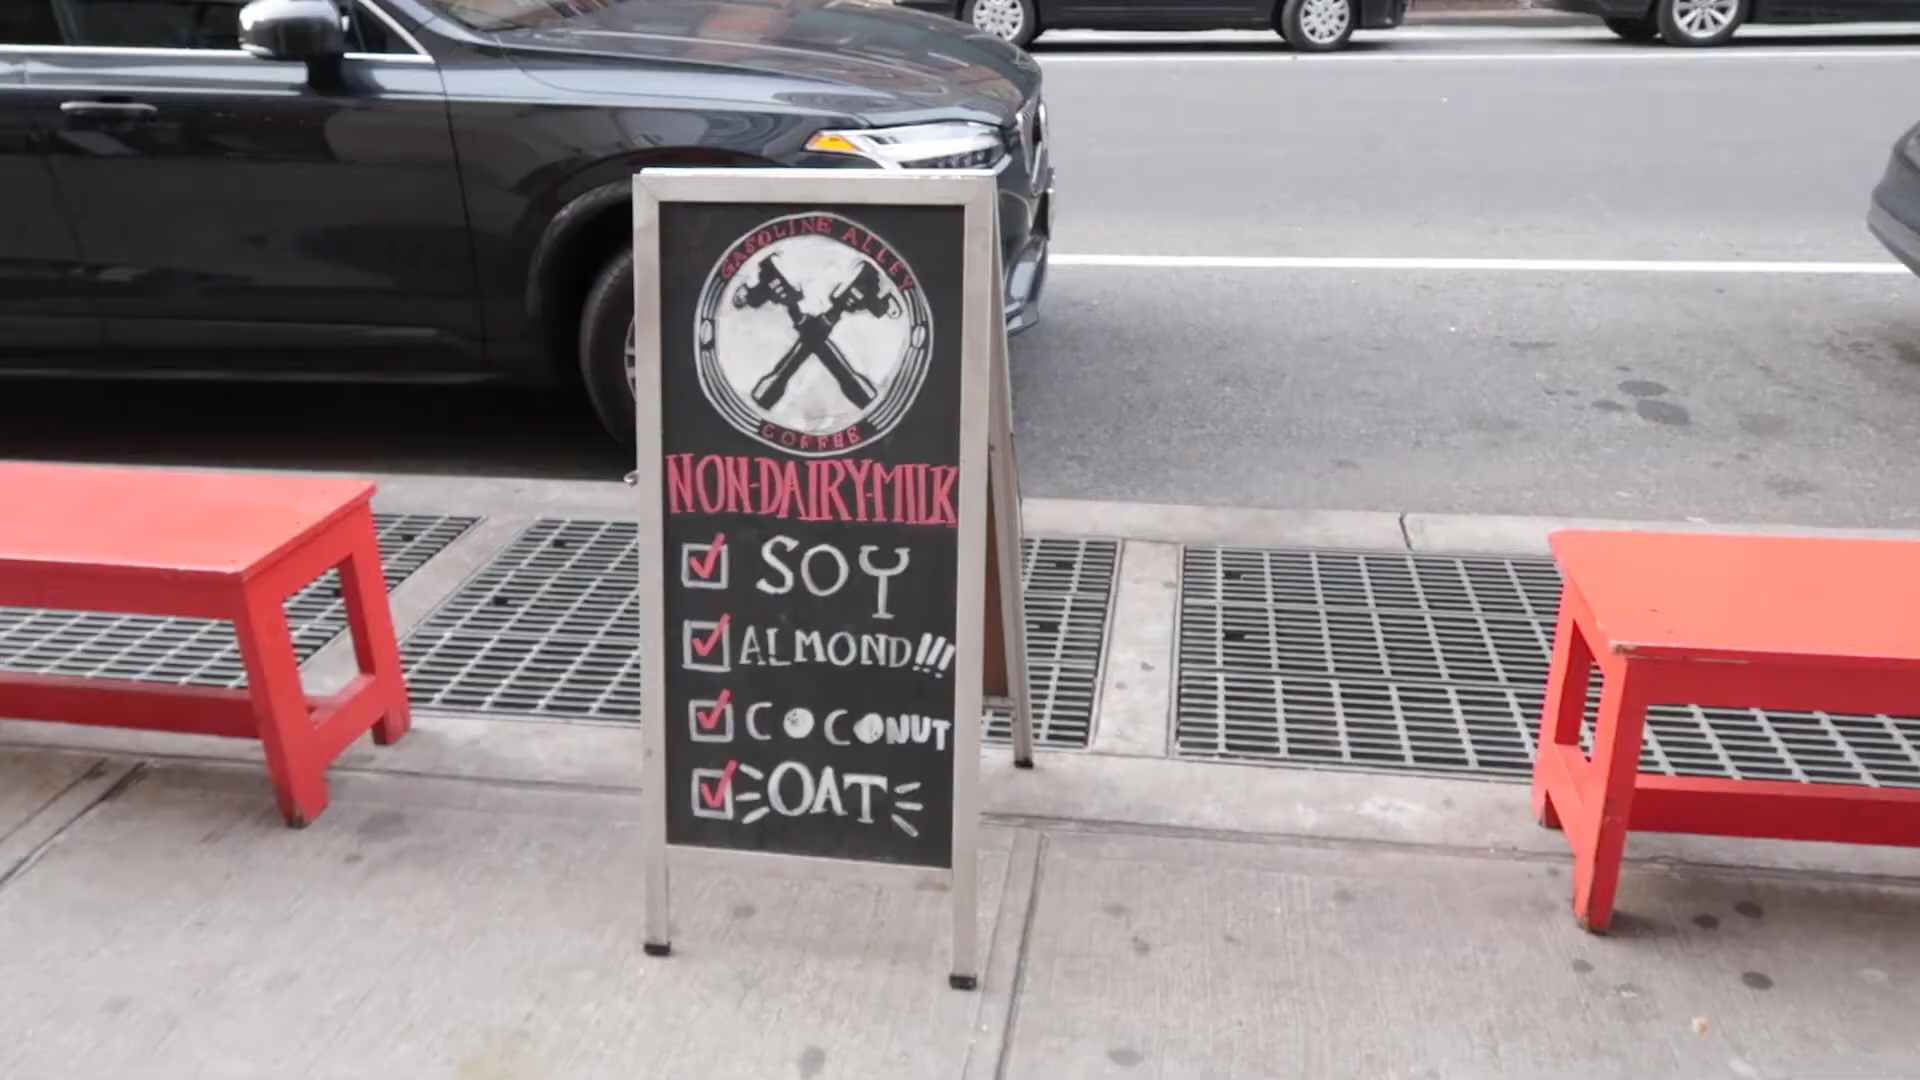 GASOLINE ALLEY
COFFEE
NON-DAIRY-MILK
SOY
ALMOND!!!
COCONUT
OAT